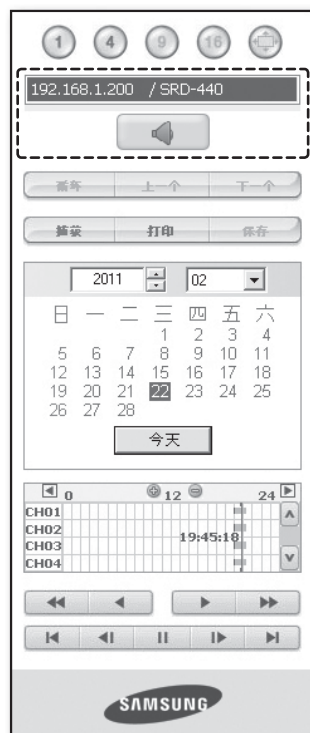 1 4 9 16
192.168.1.200 / SRD-440
上一个 下一个
捕获 打印 保存
2011 02
日 一 二 三 四 五 六
1 2 3 4
5 6 7 8 9 10 11
12 13 14 15 16 17 18
19 20 21 22 23 24 25
26 27 28
今天
0 12 24
CH01
CH02
19:45:18
CH03
CH04
SAMSUNG